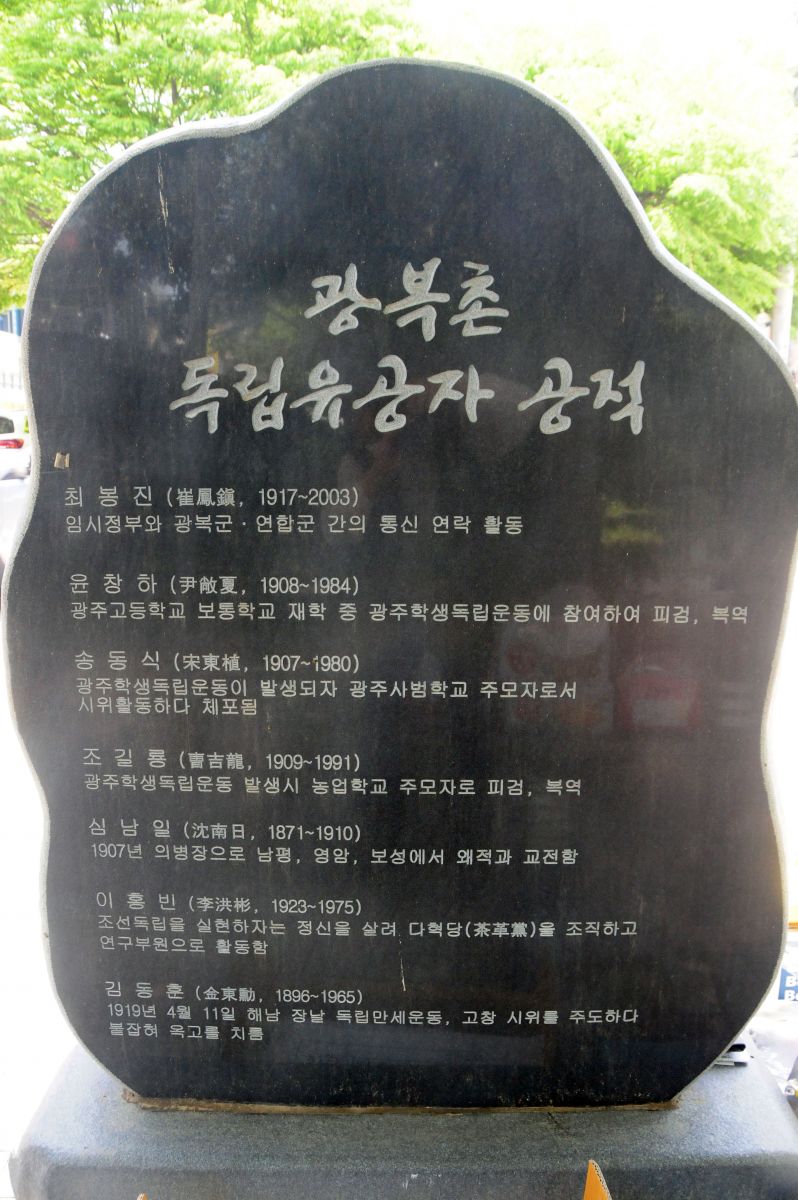 광복촌
독립유공자 공적
최 봉 진 (崔鳳鎭, 1917~2003)
임시정부와 광복군·연합군 간의 통신 연락 활동
윤 창 하 (尹敞夏, 1908~1984)
광주고등학교 보통학교 재학 중 광주학생독립운동에 참여하여 피검, 복역
송 동 식 (宋東植, 1907~1980)
광주학생독립운동이 발생되자 광주사범학교 주모자로서
시위활동하다 체포됨
조 길 룡 (曺吉龍, 1909~1991)
광주학생독립운동 발생시 농업학교 주모자로 피검, 복역
심 남 일 (沈南日, 1871~1910)
1907년 의병장으로 남평, 영암, 보성에서 왜적과 교전함
이 홍 빈 (李洪彬, 1923~1975)
조선독립을 실현하자는 정신을 살려 다혁당(茶革黨)을 조직하고
연구부원으로 활동함
김 동 훈 (金東勳, 1896~1965)
1919년 4월 11일 해남 장날 독립만세운동, 고창 시위를 주도하다
붙잡혀 옥고를 치름